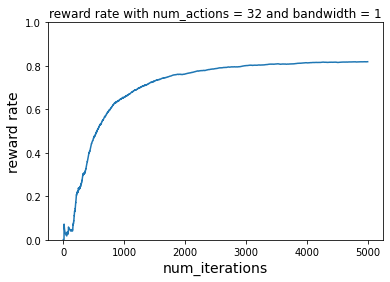 reward rate with num_actions = 32 and bandwidth = 1
1.0
0.8
0.6
0.4
0.2
0.0
reward rate
0 1000 2000 3000 4000 5000
num_iterations